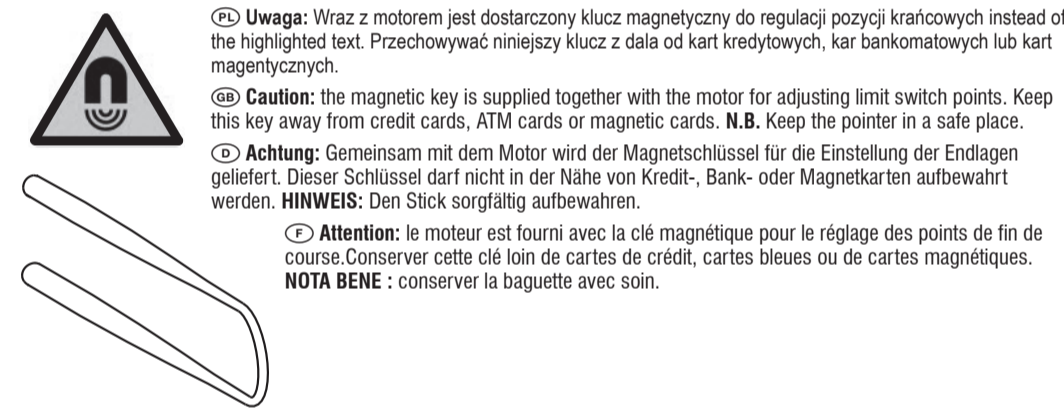 PL Uwaga: Wraz z motorem jest dostarczony klucz magnetyczny do regulacji pozycji krańcowych instead of
the highlighted text. Przechowywać niniejszy klucz z dala od kart kredytowych, kar bankomatowych lub kart
magentycznych.
GB Caution: the magnetic key is supplied together with the motor for adjusting limit switch points. Keep
this key away from credit cards, ATM cards or magnetic cards. N.B. Keep the pointer in a safe place.
D Achtung: Gemeinsam mit dem Motor wird der Magnetschlüssel für die Einstellung der Endlagen
geliefert. Dieser Schlüssel darf nicht in der Nähe von Kredit-, Bank- oder Magnetkarten aufbewahrt
werden. HINWEIS: Den Stick sorgfältig aufbewahren.
F Attention: le moteur est fourni avec la clé magnétique pour le réglage des points de fin de
course.Conserver cette clé loin de cartes de crédit, cartes bleues ou de cartes magnétiques.
NOTA BENE : conserver la baguette avec soin.